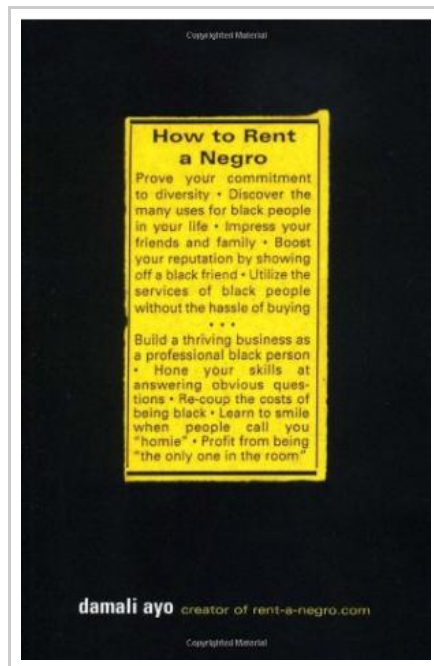 Copyrighted Material
How to Rent
a Negro
Prove your commitment
to diversity • Discover the
many uses for black people
in your life • Impress your
friends and family • Boost
your reputation by showing
off a black friend • Utilize the
services of black people
without the hassle of buying
• • •
Build a thriving business as
a professional black person
• Hone your skills at
answering obvious ques-
tions • Re-coup the costs of
being black • Learn to smile
when people call you
"homie" • Profit from being
"the only one in the room"
damali ayo creator of rent-a-negro.com
Copyrighted Material